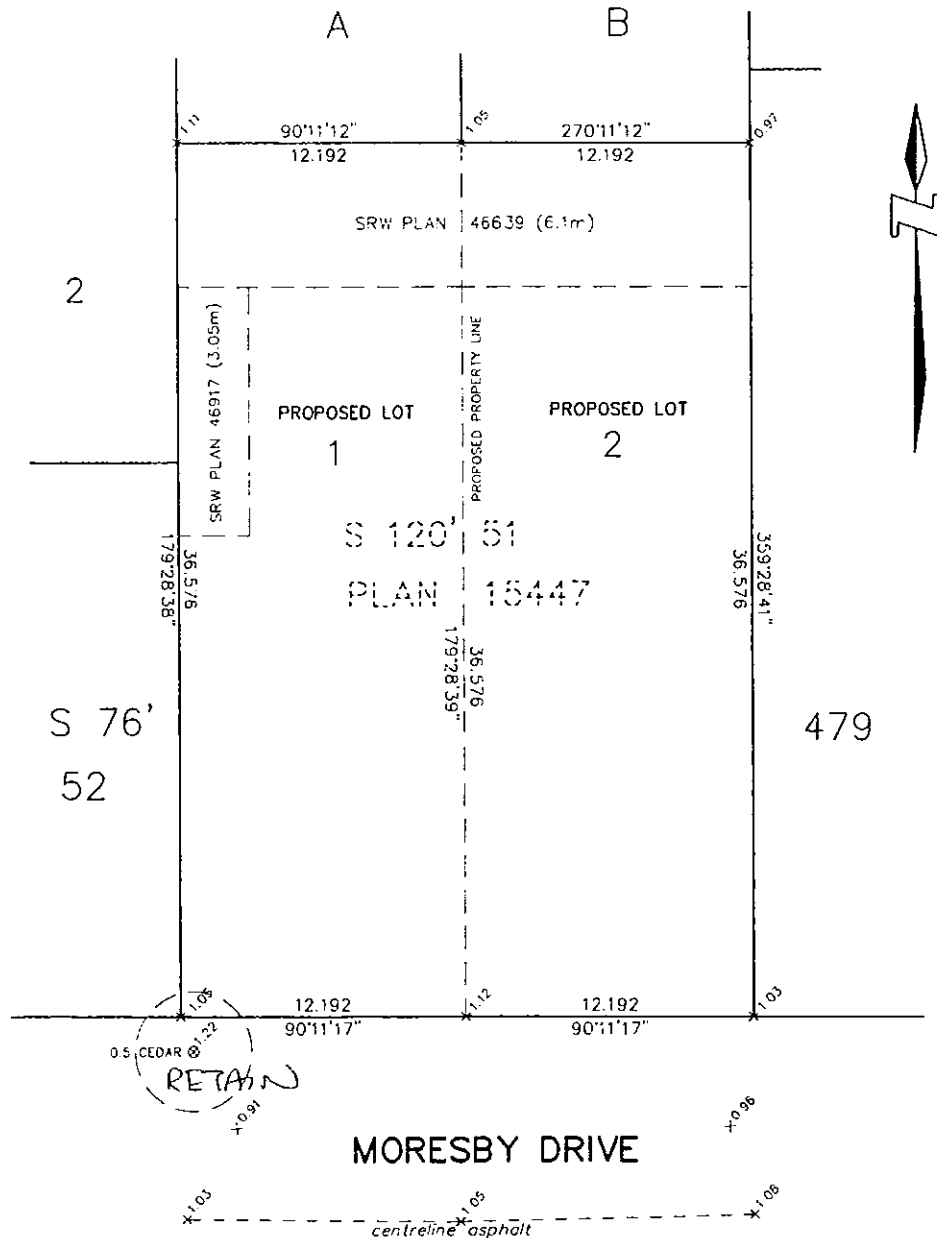 A
B
1.11
90°11'12"
1.05
270°11'12"
0.97
12.192
12.192
SRW PLAN 46639 (6.1m)
2
SRW PLAN 46917 (3.05m)
PROPOSED PROPERTY LINE
PROPOSED LOT
1
PROPOSED LOT
2
S 120' 51
PLAN 15447
179°28'38"
36.576
179°28'39"
36.576
36.576
359°28'41"
S 76'
52
479
1.05
12.192
1.12
12.192
1.03
90°11'17"
90°11'17"
0.5 CEDAR
1.22
RETAIN
0.91
0.96
MORESBY DRIVE
1.03
1.05
1.08
centreline asphalt